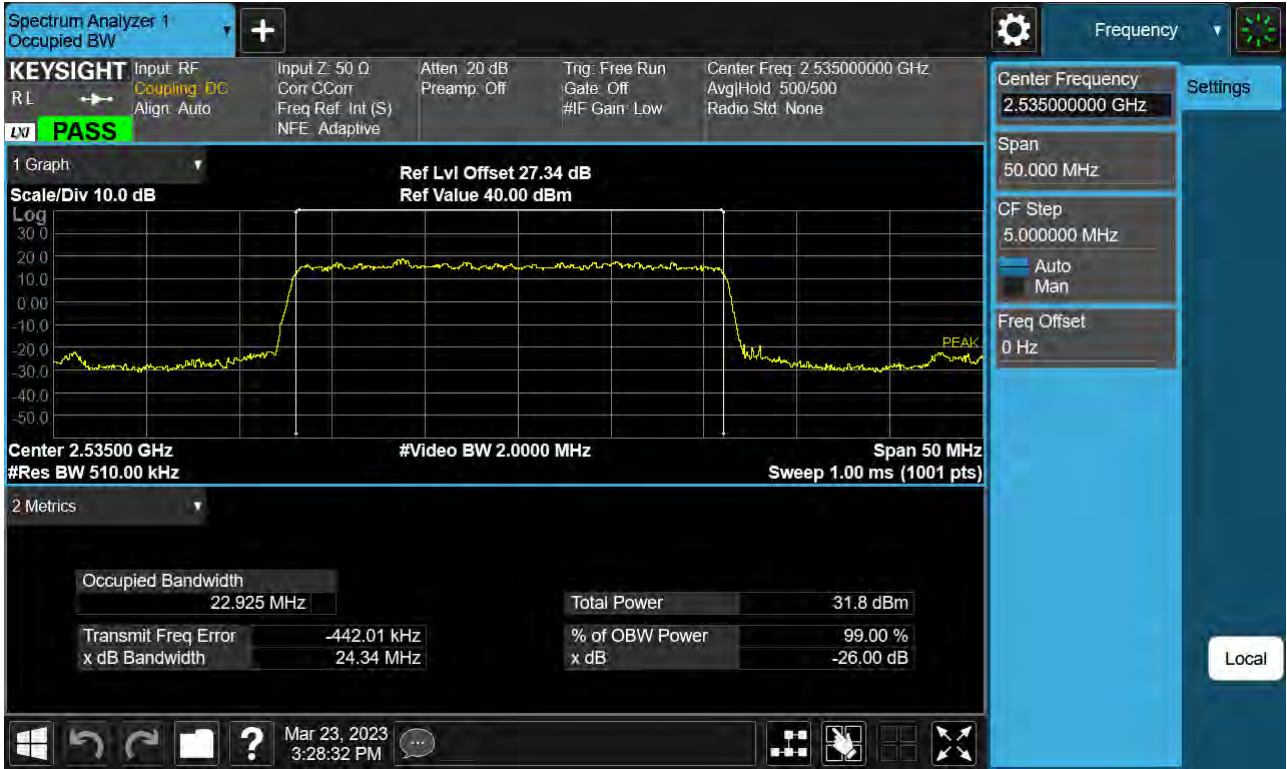 Spectrum Analyzer 1
Occupied BW
+
Frequency
KEYSIGHT
RL
LXI PASS
Input: RF
Coupling: DC
Align: Auto
Input Z: 50 Ω
Corr CCorr
Freq Ref: Int (S)
NFE: Adaptive
Atten: 20 dB
Preamp: Off
Trig: Free Run
Gate: Off
#IF Gain: Low
Center Freq: 2.535000000 GHz
Avg|Hold: 500/500
Radio Std: None
1 Graph
Scale/Div 10.0 dB
Ref Lvl Offset 27.34 dB
Ref Value 40.00 dBm
Log
30.0
20.0
10.0
0.00
-10.0
-20.0
-30.0
-40.0
-50.0
PEAK
Center 2.53500 GHz
#Res BW 510.00 kHz
#Video BW 2.0000 MHz
Span 50 MHz
Sweep 1.00 ms (1001 pts)
2 Metrics
Occupied Bandwidth
22.925 MHz
Transmit Freq Error -442.01 kHz
x dB Bandwidth 24.34 MHz
Total Power 31.8 dBm
% of OBW Power 99.00 %
x dB -26.00 dB
Center Frequency
2.535000000 GHz
Span
50.000 MHz
CF Step
5.000000 MHz
Auto
Man
Freq Offset
0 Hz
Settings
Local
?
Mar 23, 2023
3:28:32 PM